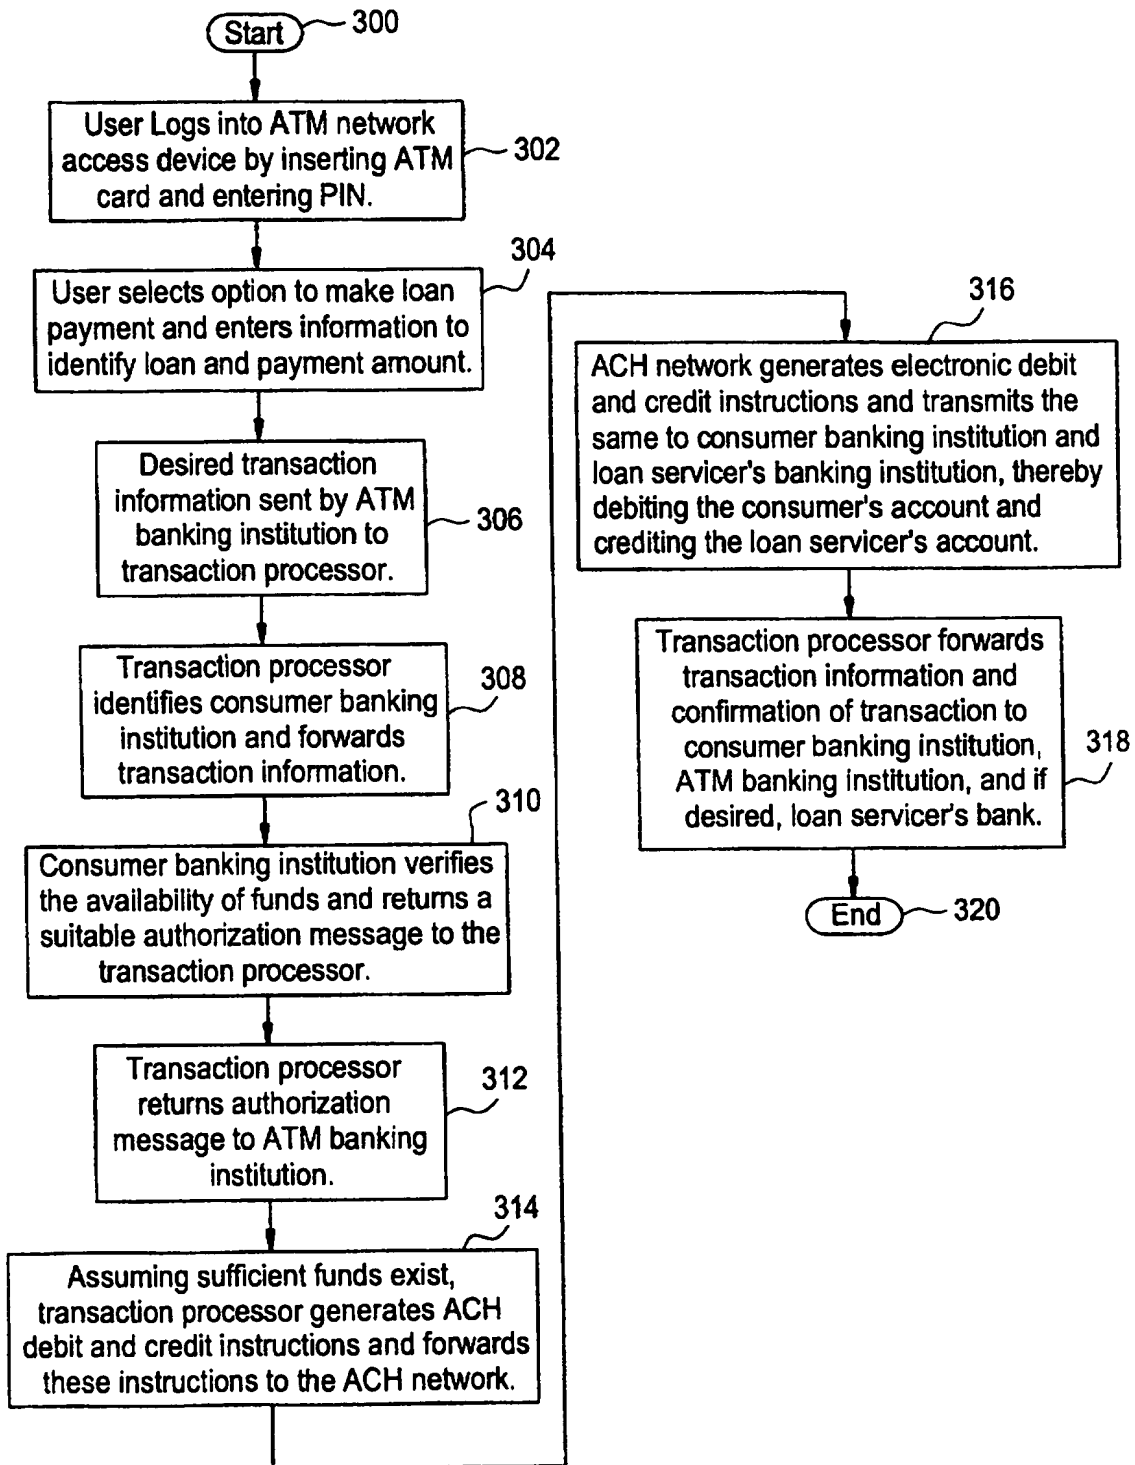 Start
300
User Logs into ATM network
access device by inserting ATM
card and entering PIN.
302
304
User selects option to make loan
payment and enters information to
identify loan and payment amount.
Desired transaction
information sent by ATM
banking institution to
transaction processor.
306
Transaction processor
identifies consumer banking
institution and forwards
transaction information.
308
310
Consumer banking institution verifies
the availability of funds and returns a
suitable authorization message to the
transaction processor.
Transaction processor
returns authorization
message to ATM banking
institution.
312
314
Assuming sufficient funds exist,
transaction processor generates ACH
debit and credit instructions and forwards
these instructions to the ACH network.
316
ACH network generates electronic debit
and credit instructions and transmits the
same to consumer banking institution and
loan servicer's banking institution, thereby
debiting the consumer's account and
crediting the loan servicer's account.
Transaction processor forwards
transaction information and
confirmation of transaction to
consumer banking institution,
ATM banking institution, and if
desired, loan servicer's bank.
318
End
320